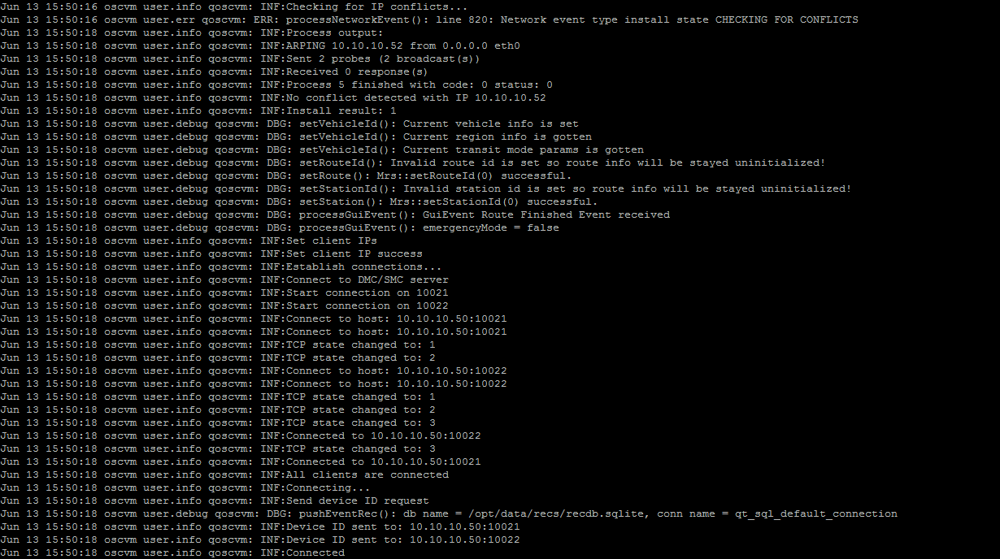 Jun 13 15:50:16 oscvm user.info qoscvm: INF:Checking for IP conflicts...
Jun 13 15:50:16 oscvm user.err qoscvm: ERR: processNetworkEvent(): line 820: Network event type install state CHECKING FOR CONFLICTS
Jun 13 15:50:18 oscvm user.info qoscvm: INF:Process output:
Jun 13 15:50:18 oscvm user.info qoscvm: INF:ARPING 10.10.10.52 from 0.0.0.0 eth0
Jun 13 15:50:18 oscvm user.info qoscvm: INF:Sent 2 probes (2 broadcast(s))
Jun 13 15:50:18 oscvm user.info qoscvm: INF:Received 0 response(s)
Jun 13 15:50:18 oscvm user.info qoscvm: INF:Process 5 finished with code: 0 status: 0
Jun 13 15:50:18 oscvm user.info qoscvm: INF:No conflict detected with IP 10.10.10.52
Jun 13 15:50:18 oscvm user.info qoscvm: INF:Install result: 1
Jun 13 15:50:18 oscvm user.debug qoscvm: DBG: setVehicleId(): Current vehicle info is set
Jun 13 15:50:18 oscvm user.debug qoscvm: DBG: setVehicleId(): Current region info is gotten
Jun 13 15:50:18 oscvm user.debug qoscvm: DBG: setVehicleId(): Current transit mode params is gotten
Jun 13 15:50:18 oscvm user.debug qoscvm: DBG: setRouteId(): Invalid route id is set so route info will be stayed uninitialized!
Jun 13 15:50:18 oscvm user.debug qoscvm: DBG: setRoute(): Mrs::setRouteId(0) successful.
Jun 13 15:50:18 oscvm user.debug qoscvm: DBG: setStationId(): Invalid station id is set so route info will be stayed uninitialized!
Jun 13 15:50:18 oscvm user.debug qoscvm: DBG: setStation(): Mrs::setStationId(0) successful.
Jun 13 15:50:18 oscvm user.debug qoscvm: DBG: processGuiEvent(): GuiEvent Route Finished Event received
Jun 13 15:50:18 oscvm user.debug qoscvm: DBG: processGuiEvent(): emergencyMode = false
Jun 13 15:50:18 oscvm user.info qoscvm: INF:Set client IPs
Jun 13 15:50:18 oscvm user.info qoscvm: INF:Set client IP success
Jun 13 15:50:18 oscvm user.info qoscvm: INF:Establish connections...
Jun 13 15:50:18 oscvm user.info qoscvm: INF:Connect to DMC/SMC server
Jun 13 15:50:18 oscvm user.info qoscvm: INF:Start connection on 10021
Jun 13 15:50:18 oscvm user.info qoscvm: INF:Start connection on 10022
Jun 13 15:50:18 oscvm user.info qoscvm: INF:Connect to host: 10.10.10.50:10021
Jun 13 15:50:18 oscvm user.info qoscvm: INF:Connect to host: 10.10.10.50:10021
Jun 13 15:50:18 oscvm user.info qoscvm: INF:TCP state changed to: 1
Jun 13 15:50:18 oscvm user.info qoscvm: INF:TCP state changed to: 2
Jun 13 15:50:18 oscvm user.info qoscvm: INF:Connect to host: 10.10.10.50:10022
Jun 13 15:50:18 oscvm user.info qoscvm: INF:Connect to host: 10.10.10.50:10022
Jun 13 15:50:18 oscvm user.info qoscvm: INF:TCP state changed to: 1
Jun 13 15:50:18 oscvm user.info qoscvm: INF:TCP state changed to: 2
Jun 13 15:50:18 oscvm user.info qoscvm: INF:TCP state changed to: 3
Jun 13 15:50:18 oscvm user.info qoscvm: INF:Connected to 10.10.10.50:10022
Jun 13 15:50:18 oscvm user.info qoscvm: INF:TCP state changed to: 3
Jun 13 15:50:18 oscvm user.info qoscvm: INF:Connected to 10.10.10.50:10021
Jun 13 15:50:18 oscvm user.info qoscvm: INF:All clients are connected
Jun 13 15:50:18 oscvm user.info qoscvm: INF:Connecting...
Jun 13 15:50:18 oscvm user.info qoscvm: INF:Send device ID request
Jun 13 15:50:18 oscvm user.debug qoscvm: DBG: pushEventRec(): db name = /opt/data/recs/recdb.sqlite, conn name = qt_sql_default_connection
Jun 13 15:50:18 oscvm user.info qoscvm: INF:Device ID sent to: 10.10.10.50:10021
Jun 13 15:50:18 oscvm user.info qoscvm: INF:Device ID sent to: 10.10.10.50:10022
Jun 13 15:50:18 oscvm user.info qoscvm: INF:Connected